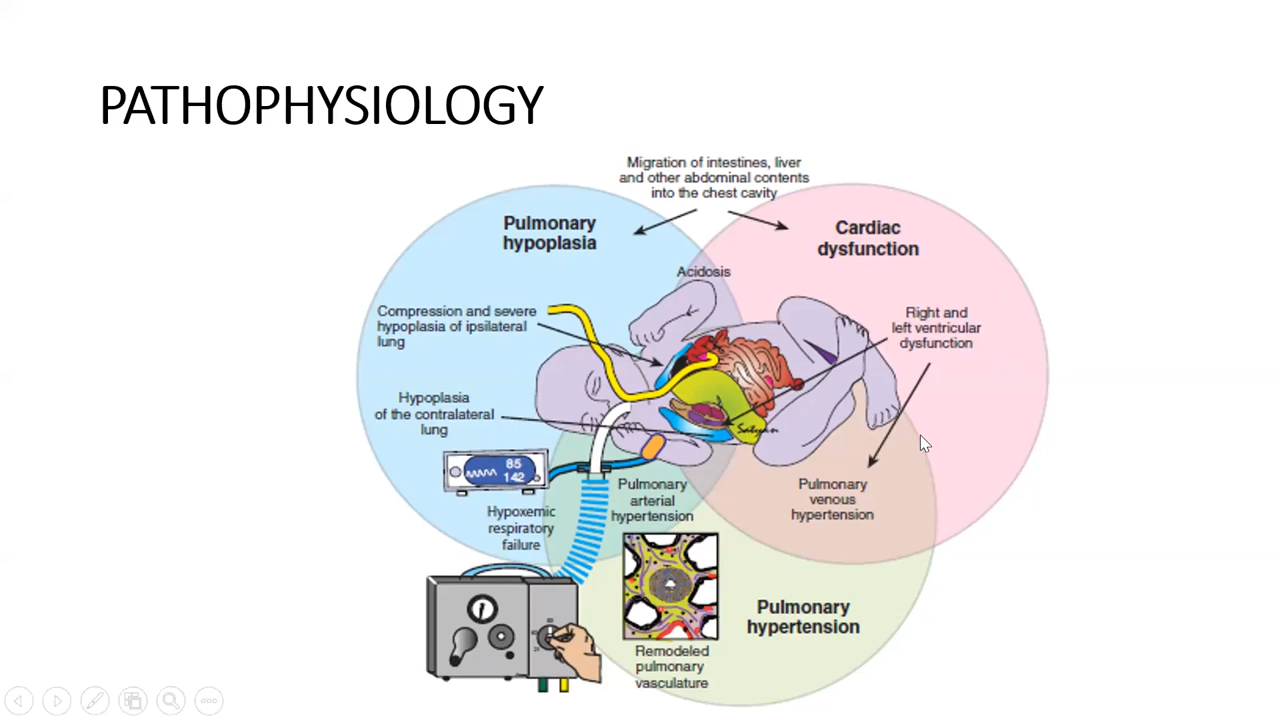 PATHOPHYSIOLOGY
Migration of intestines, liver
and other abdominal contents
into the chest cavity
Pulmonary
hypoplasia
Cardiac
dysfunction
Acidosis
Compression and severe
hypoplasia of ipsilateral
lung
Right and
left ventricular
dysfunction
Hypoplasia
of the contralateral
lung
85
142
Pulmonary
arterial
hypertension
Pulmonary
venous
hypertension
Hypoxemic
respiratory
failure
Pulmonary
hypertension
Remodeled
pulmonary
vasculature